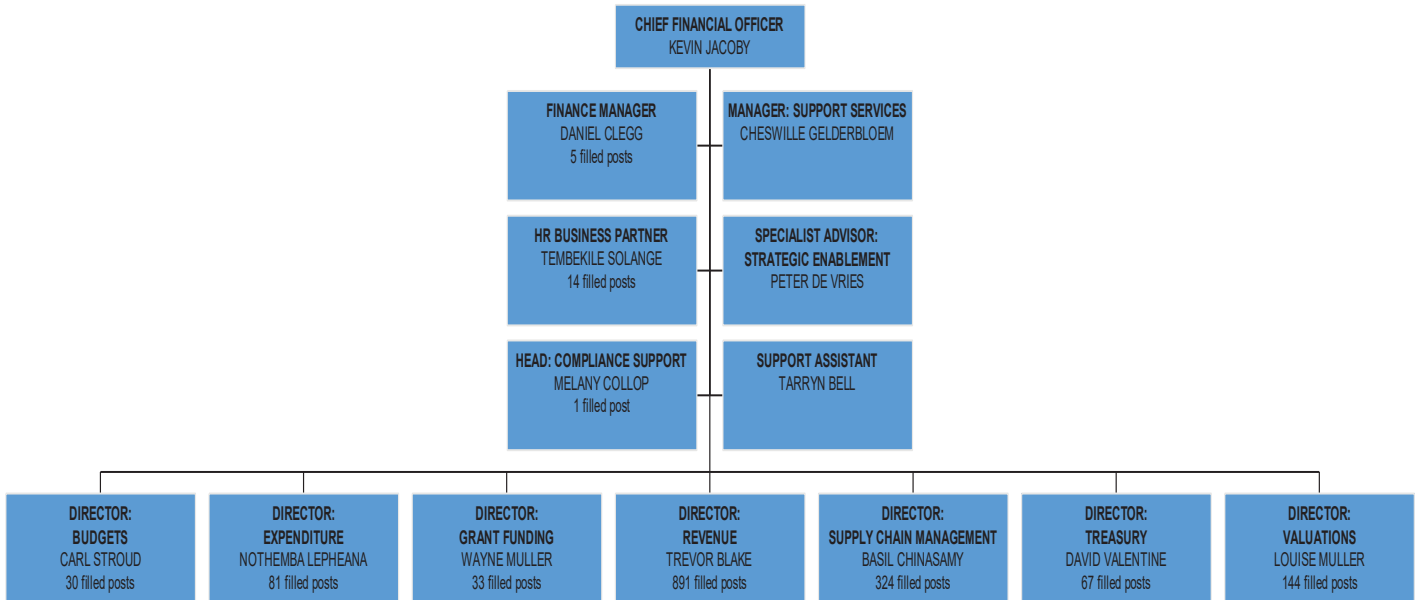 CHIEF FINANCIAL OFFICER
KEVIN JACOBY
FINANCE MANAGER
DANIEL CLEGG
5 filled posts
MANAGER: SUPPORT SERVICES
CHESWILLE GELDERBLOEM
HR BUSINESS PARTNER
TEMBEKILE SOLANGE
14 filled posts
SPECIALIST ADVISOR:
STRATEGIC ENABLEMENT
PETER DE VRIES
HEAD: COMPLIANCE SUPPORT
MELANY COLLOP
1 filled post
SUPPORT ASSISTANT
TARRYN BELL
DIRECTOR:
BUDGETS
CARL STROUD
30 filled posts
DIRECTOR:
EXPENDITURE
NOTHEMBA LEPHEANA
81 filled posts
DIRECTOR:
GRANT FUNDING
WAYNE MULLER
33 filled posts
DIRECTOR:
REVENUE
TREVOR BLAKE
891 filled posts
DIRECTOR:
SUPPLY CHAIN MANAGEMENT
BASIL CHINASAMY
324 filled posts
DIRECTOR:
TREASURY
DAVID VALENTINE
67 filled posts
DIRECTOR:
VALUATIONS
LOUISE MULLER
144 filled posts